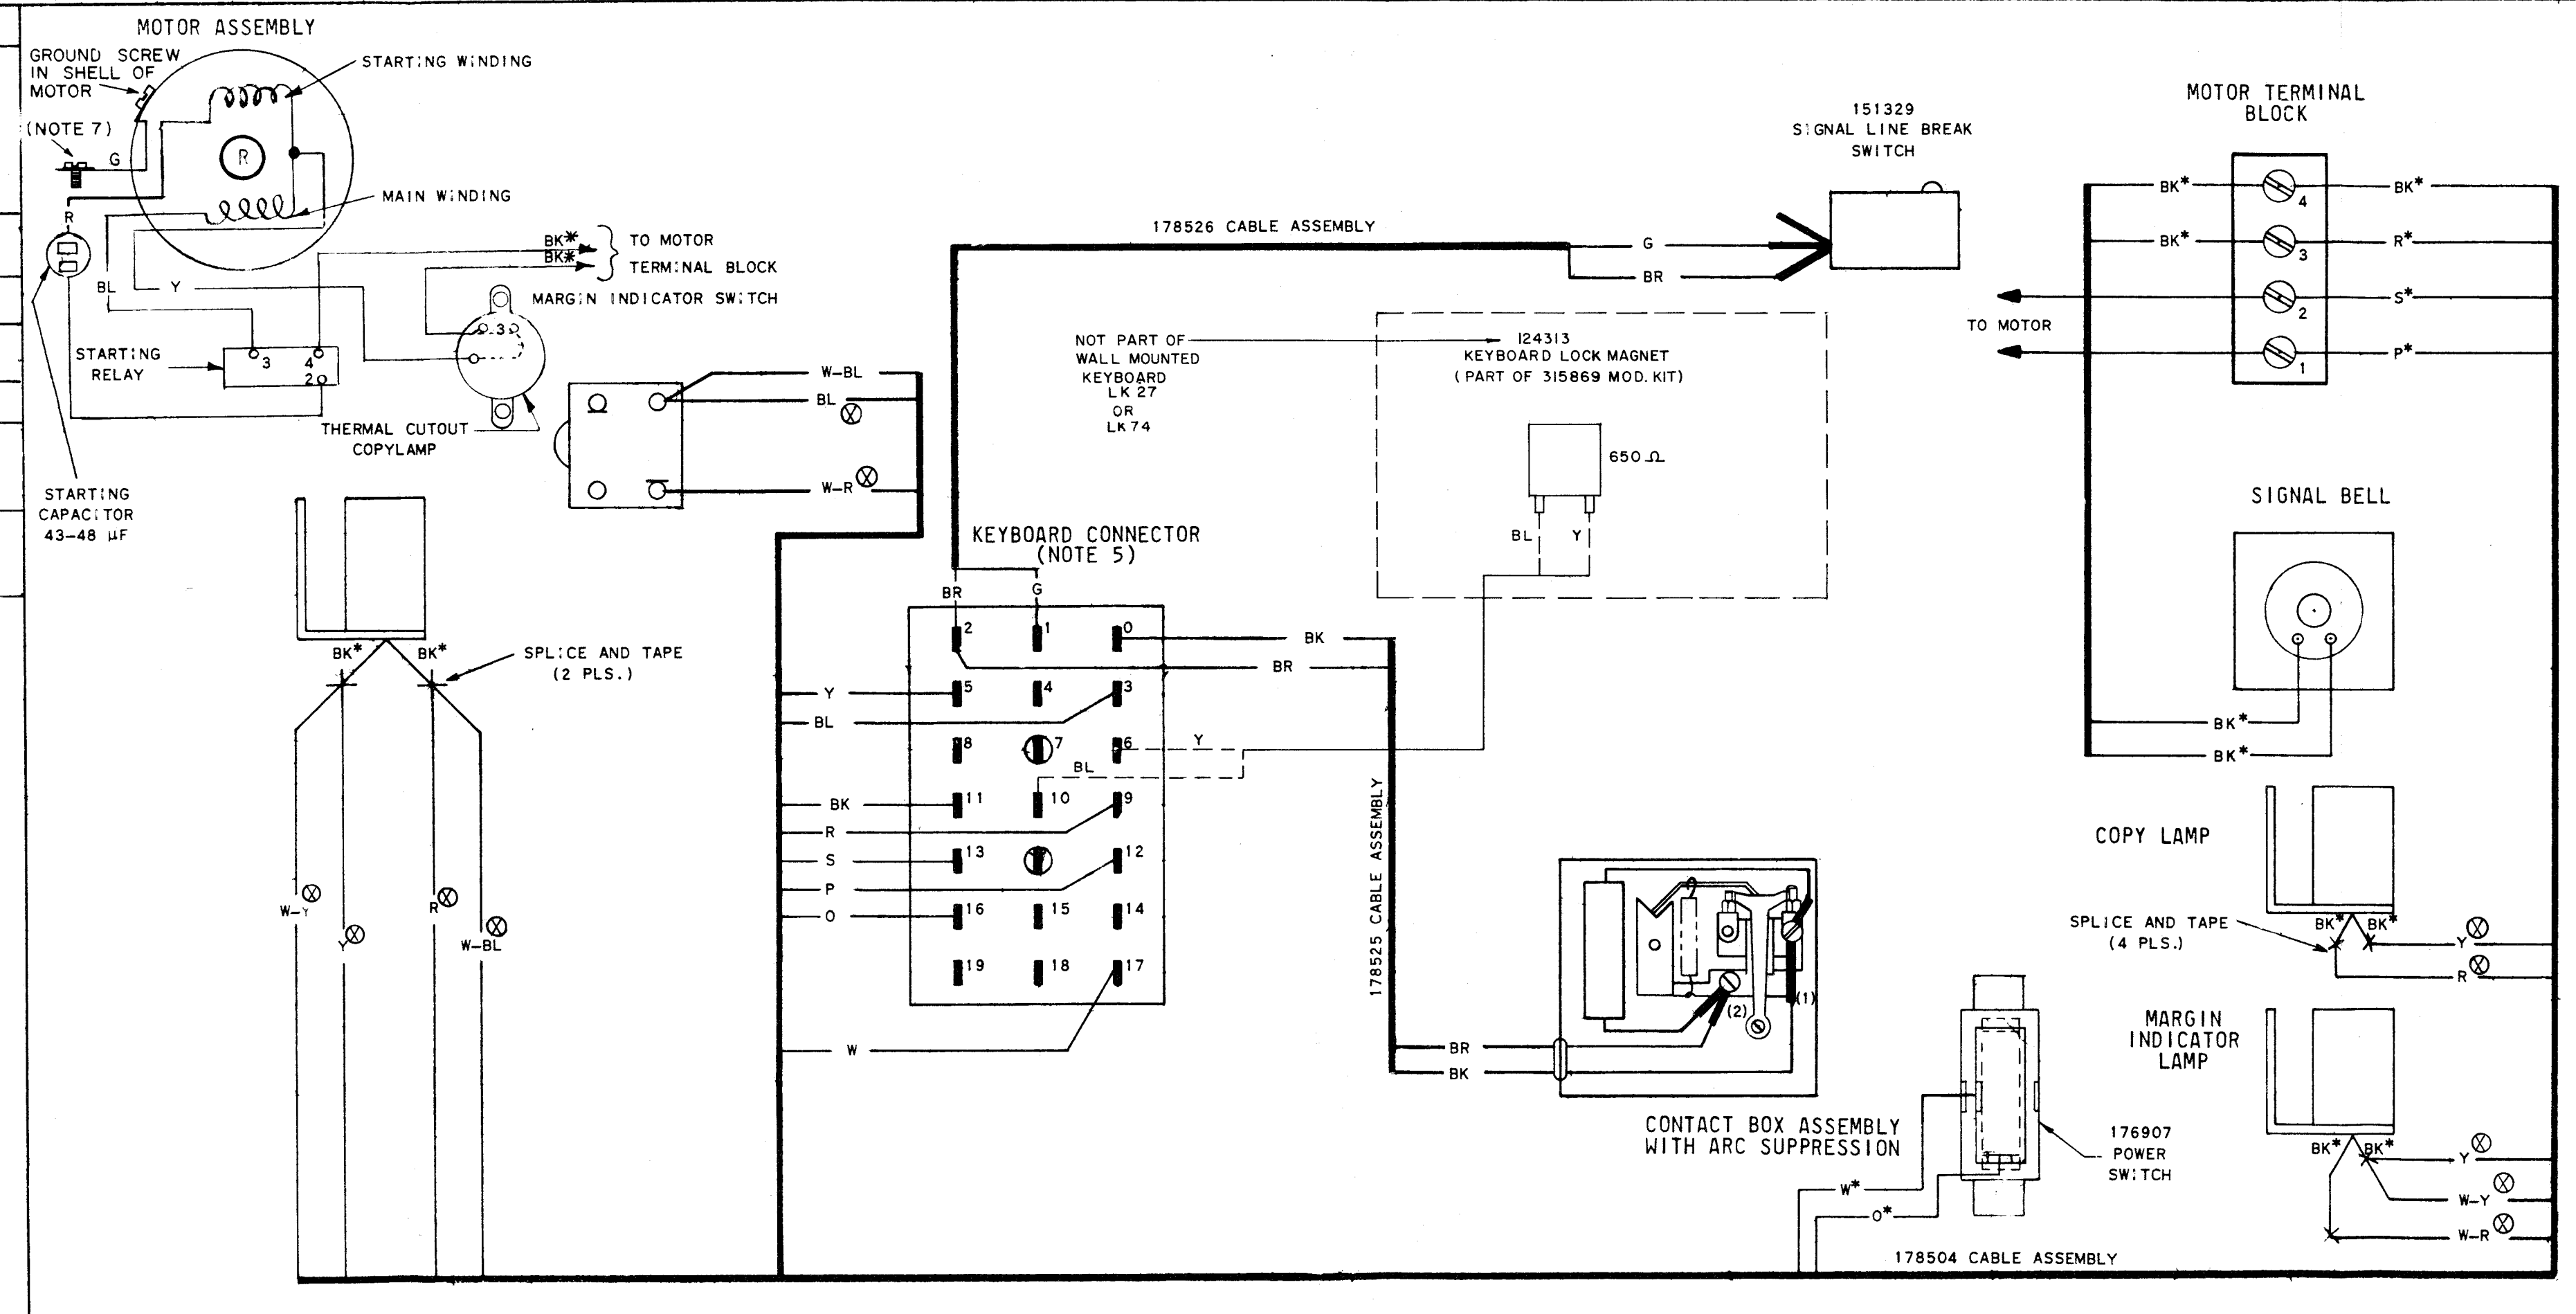 MOTOR ASSEMBLY
GROUND SCREW
IN SHELL OF
MOTOR
STARTING WINDING
(NOTE 7)
G
R
MAIN WINDING
R
BK*
BK*
TO MOTOR
TERMINAL BLOCK
BL
Y
MARGIN INDICATOR SWITCH
3
STARTING
RELAY
3
4
2
THERMAL CUTOUT
COPYLAMP
STARTING
CAPACITOR
43-48 µF
W-BL
BL
W-R
BK*
BK*
SPLICE AND TAPE
(2 PLS.)
W-Y
Y
R
W-BL
178526 CABLE ASSEMBLY
G
BR
151329
SIGNAL LINE BREAK
SWITCH
NOT PART OF
WALL MOUNTED
KEYBOARD
LK 27
OR
LK74
124313
KEYBOARD LOCK MAGNET
(PART OF 315869 MOD. KIT)
650 Ω
BL
Y
KEYBOARD CONNECTOR
(NOTE 5)
BR
G
2
1
0
BK
BR
Y
5
4
3
BL
8
7
6
Y
BL
BK
11
10
9
R
S
13
12
P
O
16
15
14
19
18
17
W
178525 CABLE ASSEMBLY
BR
BK
(2)
(1)
CONTACT BOX ASSEMBLY
WITH ARC SUPPRESSION
176907
POWER
SWITCH
W*
O*
178504 CABLE ASSEMBLY
MOTOR TERMINAL
BLOCK
BK*
4
BK*
BK*
3
R*
2
S*
TO MOTOR
1
P*
SIGNAL BELL
BK*
BK*
COPY LAMP
SPLICE AND TAPE
(4 PLS.)
BK*
BK*
Y
R
MARGIN
INDICATOR
LAMP
BK*
BK*
Y
W-Y
W-R